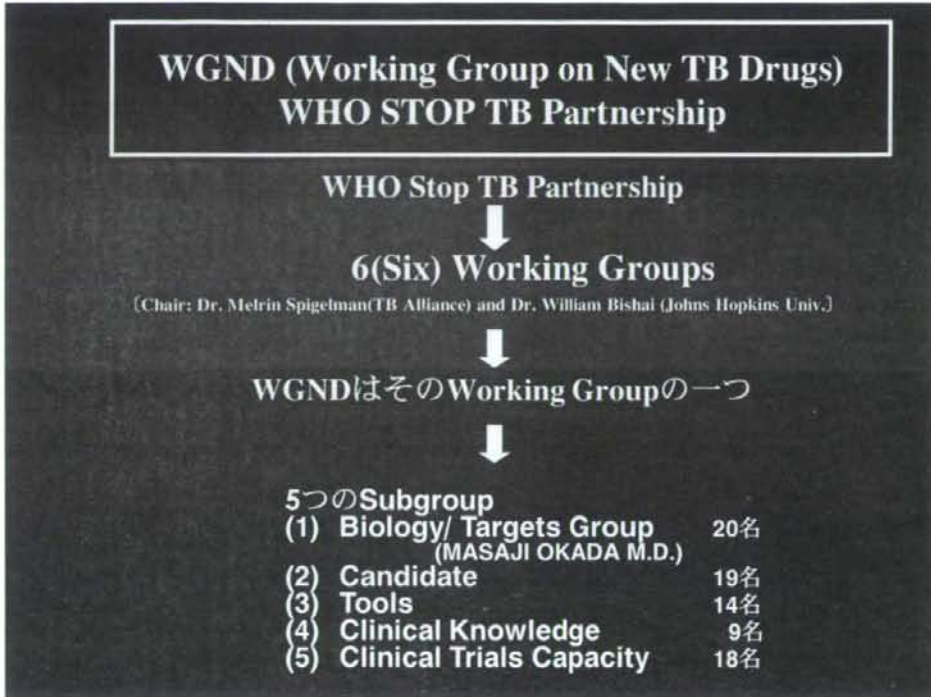 WGND (Working Group on New TB Drugs)
WHO STOP TB Partnership
WHO Stop TB Partnership
6(Six) Working Groups
〔Chair: Dr. Melrin Spigelman(TB Alliance) and Dr. William Bishai (Johns Hopkins Univ.〕
WGNDはそのWorking Groupの一つ
5つのSubgroup
(1) Biology/ Targets Group 20名
(MASAJI OKADA M.D.)
(2) Candidate 19名
(3) Tools 14名
(4) Clinical Knowledge 9名
(5) Clinical Trials Capacity 18名